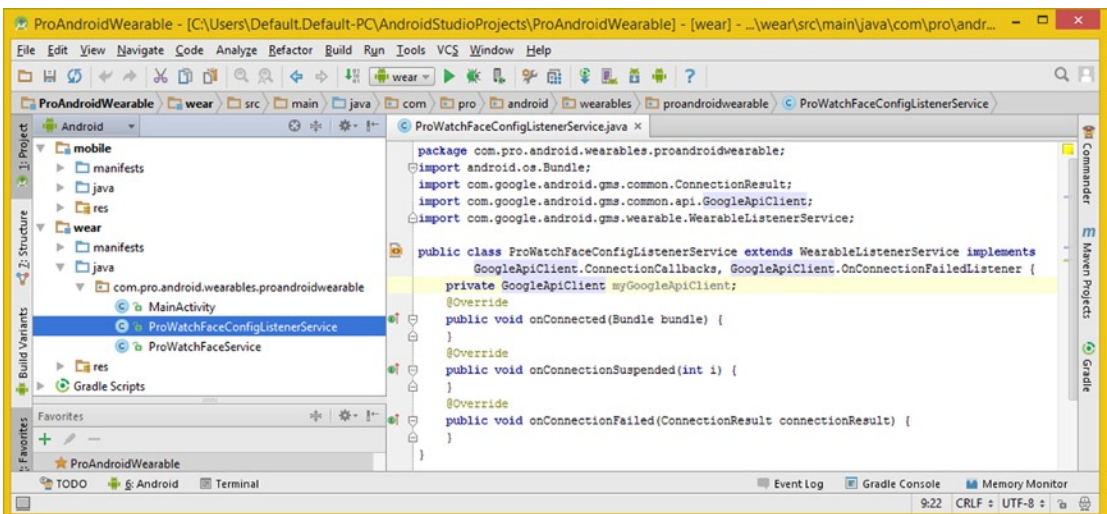 ProAndroidWearable - [C:\Users\Default.Default-PC\AndroidStudioProjects\ProAndroidWearable] - [wear] - ...\wear\src\main\java\com\pro\andr...
File Edit View Navigate Code Analyze Refactor Build Run Tools VCS Window Help
wear
ProAndroidWearable wear src main java com pro android wearables proandroidwearable ProWatchFaceConfigListenerService
1: Project
Z: Structure
Build Variants
Favorites
Android
mobile
manifests
java
res
wear
manifests
java
com.pro.android.wearables.proandroidwearable
MainActivity
ProWatchFaceConfigListenerService
ProWatchFaceService
res
Gradle Scripts
Favorites
ProAndroidWearable
ProWatchFaceConfigListenerService.java
package com.pro.android.wearables.proandroidwearable;
import android.os.Bundle;
import com.google.android.gms.common.ConnectionResult;
import com.google.android.gms.common.api.GoogleApiClient;
import com.google.android.gms.wearable.WearableListenerService;
public class ProWatchFaceConfigListenerService extends WearableListenerService implements
GoogleApiClient.ConnectionCallbacks, GoogleApiClient.OnConnectionFailedListener {
private GoogleApiClient myGoogleApiClient;
@Override
public void onConnected(Bundle bundle) {
}
@Override
public void onConnectionSuspended(int i) {
}
@Override
public void onConnectionFailed(ConnectionResult connectionResult) {
}
}
Commander
m Maven Projects
Gradle
TODO 6: Android Terminal Event Log Gradle Console Memory Monitor
9:22 CRLF UTF-8